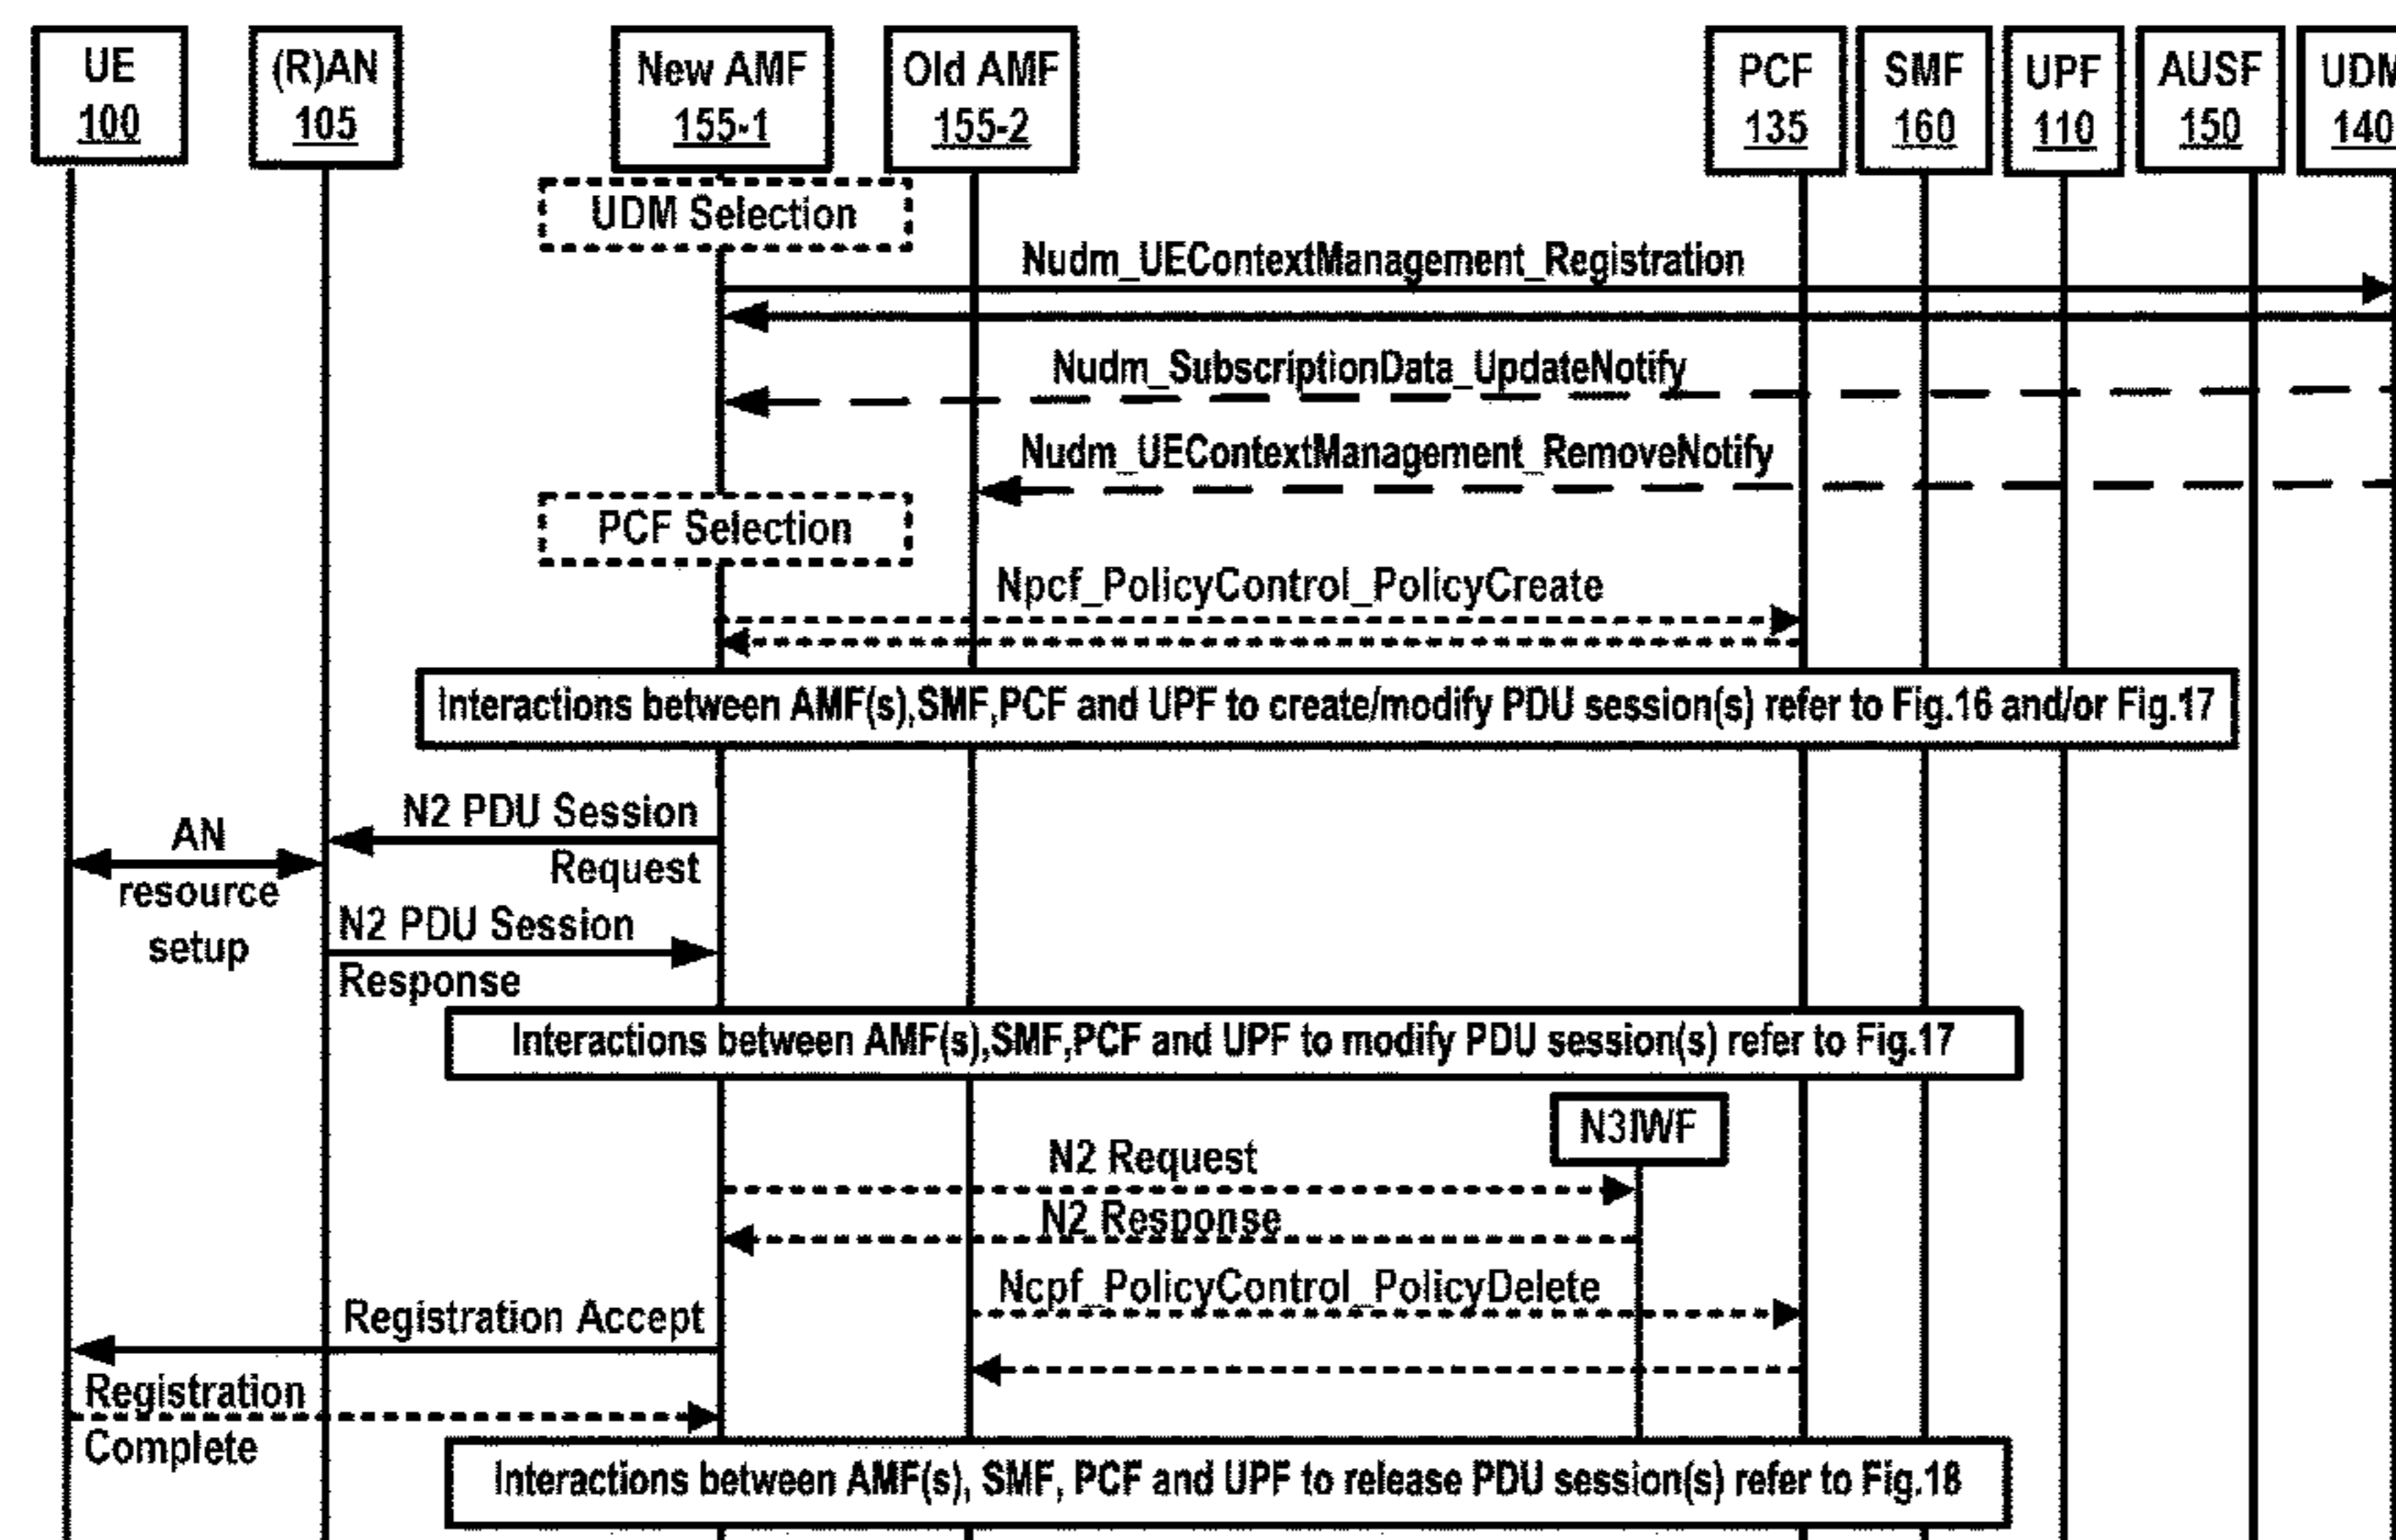 UE
100
(R)AN
105
New AMF
155-1
Old AMF
155-2
PCF
135
SMF
160
UPF
110
AUSF
150
UDM
140
UDM Selection
Nudm_UEContextManagement_Registration
Nudm_SubscriptionData_UpdateNotify
Nudm_UEContextManagement_RemoveNotify
PCF Selection
Npcf_PolicyControl_PolicyCreate
Interactions between AMF(s),SMF,PCF and UPF to create/modify PDU session(s) refer to Fig.16 and/or Fig.17
N2 PDU Session
Request
AN
resource
setup
N2 PDU Session
Response
Interactions between AMF(s),SMF,PCF and UPF to modify PDU session(s) refer to Fig.17
N3IWF
N2 Request
N2 Response
Ncpf_PolicyControl_PolicyDelete
Registration Accept
Registration
Complete
Interactions between AMF(s), SMF, PCF and UPF to release PDU session(s) refer to Fig.18